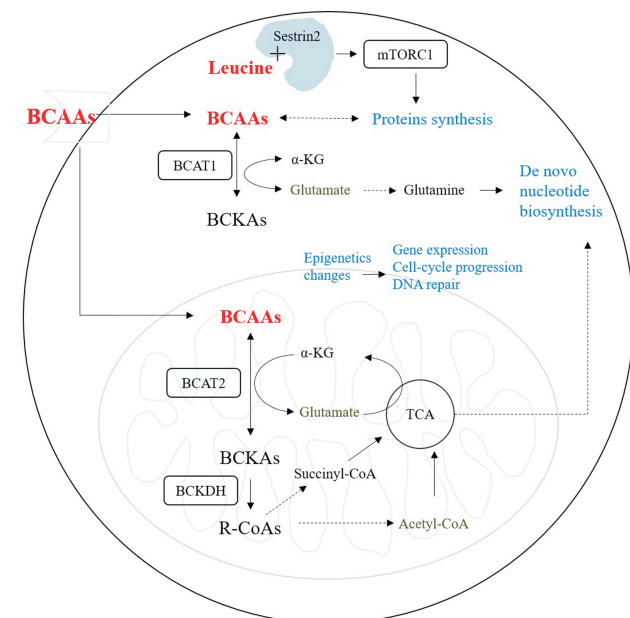 Sestrin2
+
Leucine
mTORC1
BCAAs
BCAAs
Proteins synthesis
BCAT1
α-KG
Glutamate
Glutamine
De novo
nucleotide
biosynthesis
BCKAs
Epigenetics
changes
Gene expression
Cell-cycle progression
DNA repair
BCAAs
α-KG
BCAT2
Glutamate
TCA
BCKAs
Succinyl-CoA
BCKDH
R-CoAs
Acetyl-CoA